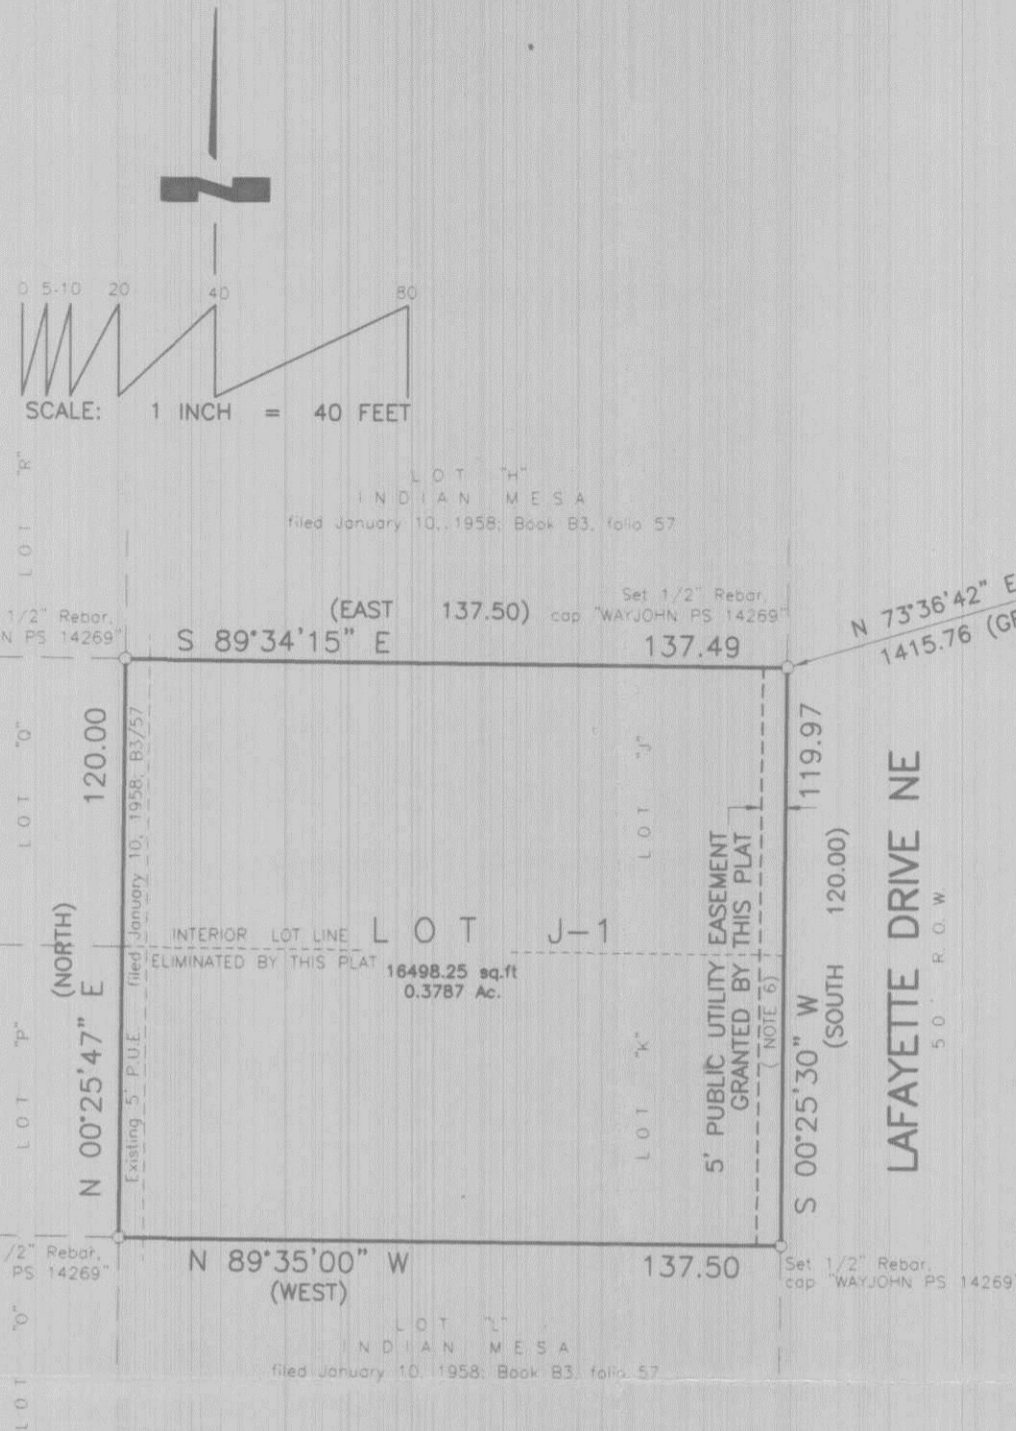 N
0 5 10 20 40 80
SCALE: 1 INCH = 40 FEET
LOT "R"
LOT "H"
INDIAN MESA
filed January 10, 1958; Book B3, folio 57
1/2" Rebar,
N PS 14269"
(EAST 137.50)
S 89°34'15" E
137.49
Set 1/2" Rebar,
cap "WAYJOHN PS 14269"
N 73°36'42" E
1415.76 (GR
LOT "Q"
120.00
(NORTH)
N 00°25'47" E
Existing 5' P.U.E filed January 10, 1958, B3/57
LOT "J"
INTERIOR LOT LINE
ELIMINATED BY THIS PLAT
LOT J-1
16498.25 sq.ft
0.3787 Ac.
LOT "K"
5' PUBLIC UTILITY EASEMENT
GRANTED BY THIS PLAT
( NOTE 6)
119.97
S 00°25'30" W
(SOUTH 120.00)
LAFAYETTE DRIVE NE
50' R.O.W
LOT "P"
/2" Rebar,
PS 14269"
N 89°35'00" W
(WEST)
137.50
Set 1/2" Rebar,
cap "WAYJOHN PS 14269
LOT "O"
LOT "L"
INDIAN MESA
filed January 10, 1958; Book B3, folio 57